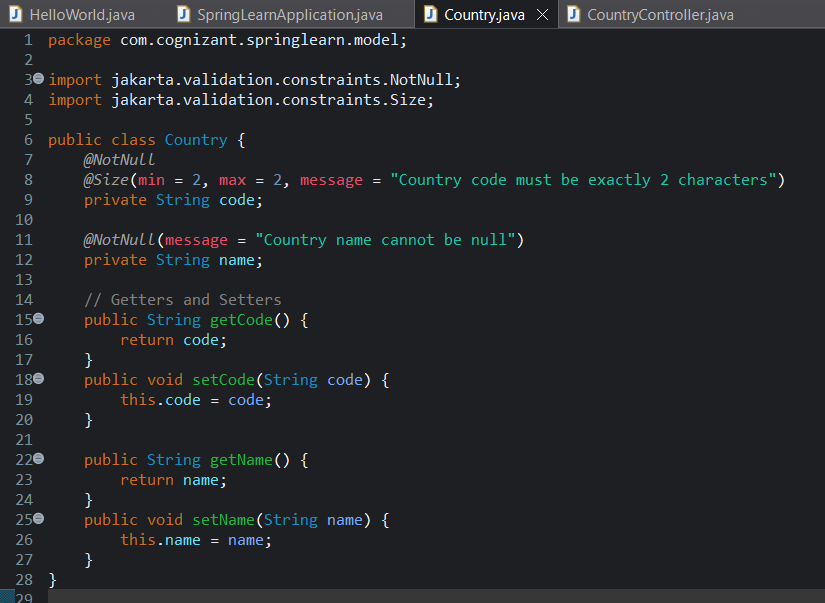 HelloWorld.java SpringLearnApplication.java Country.java CountryController.java
1 package com.cognizant.springlearn.model;
2
3 import jakarta.validation.constraints.NotNull;
4 import jakarta.validation.constraints.Size;
5
6 public class Country {
7     @NotNull
8     @Size(min = 2, max = 2, message = "Country code must be exactly 2 characters")
9     private String code;
10
11     @NotNull(message = "Country name cannot be null")
12     private String name;
13
14     // Getters and Setters
15     public String getCode() {
16         return code;
17     }
18     public void setCode(String code) {
19         this.code = code;
20     }
21
22     public String getName() {
23         return name;
24     }
25     public void setName(String name) {
26         this.name = name;
27     }
28 }
29